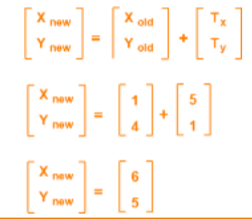 [ X new ] = [ X old ] + [ Tx ]
[ Y new ] = [ Y old ] + [ Ty ]
[ X new ] = [ 1 ] + [ 5 ]
[ Y new ] = [ 4 ] + [ 1 ]
[ X new ] = [ 6 ]
[ Y new ] = [ 5 ]